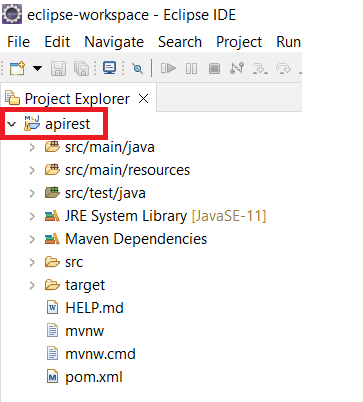 eclipse-workspace - Eclipse IDE
File Edit Navigate Search Project Run
Project Explorer
apirest
src/main/java
src/main/resources
src/test/java
JRE System Library [JavaSE-11]
Maven Dependencies
src
target
HELP.md
mvnw
mvnw.cmd
pom.xml